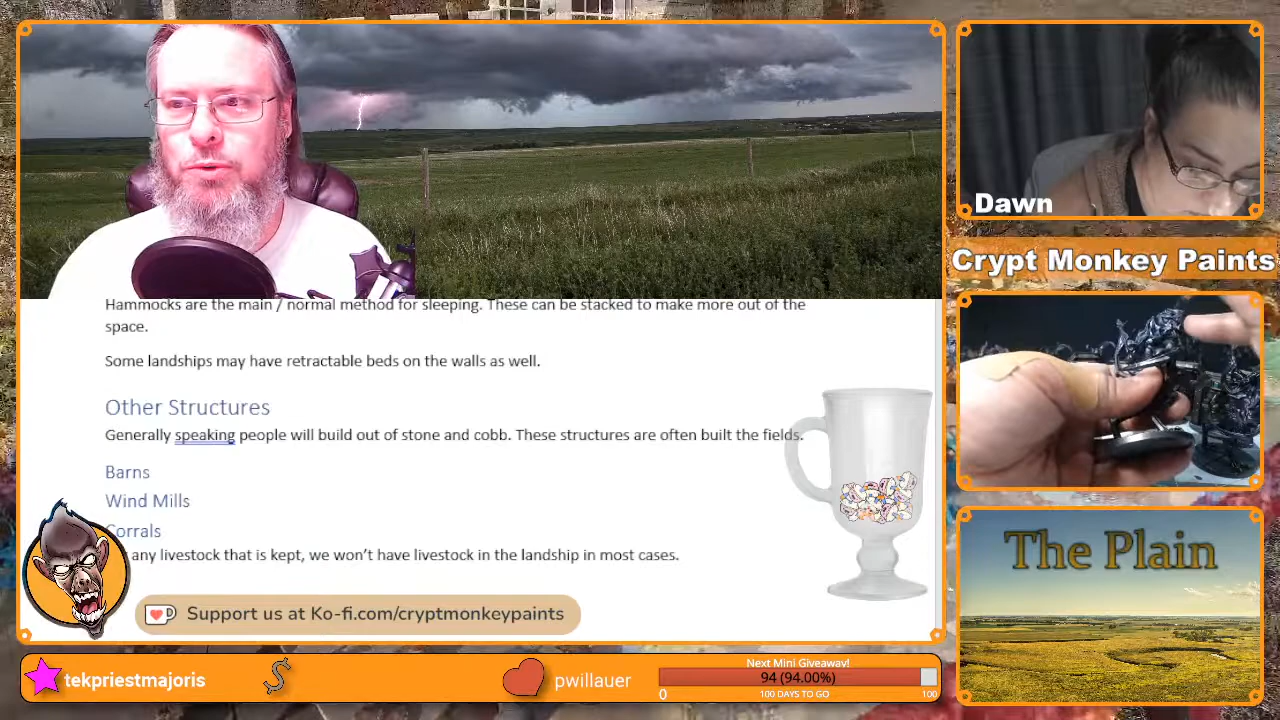 Hammocks are the main / normal method for sleeping. These can be stacked to make more out of the
space.
Some landships may have retractable beds on the walls as well.
Other Structures
Generally speaking people will build out of stone and cobb. These structures are often built the fields.
Barns
Wind Mills
Corrals
any livestock that is kept, we won't have livestock in the landship in most cases.
D
Support us at Ko-fi.com/cryptmonkeypaints
Dawn
Crypt Monkey Paints
The Plain
tekpriestmajoris
$
pwillauer
Next Mini Giveaway!
94 (94.00%)
0
100 DAYS TO GO
100